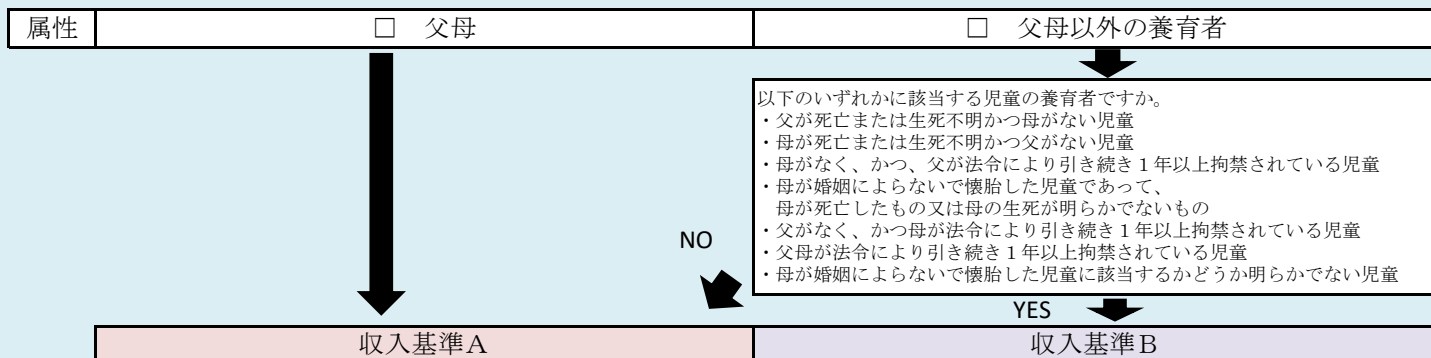 属性
□ 父母
□ 父母以外の養育者
以下のいずれかに該当する児童の養育者ですか。
・父が死亡または生死不明かつ母がない児童
・母が死亡または生死不明かつ父がない児童
・母がなく、かつ、父が法令により引き続き１年以上拘禁されている児童
・母が婚姻によらないで懐胎した児童であって、
母が死亡したもの又は母の生死が明らかでないもの
・父がなく、かつ母が法令により引き続き１年以上拘禁されている児童
・父母が法令により引き続き１年以上拘禁されている児童
・母が婚姻によらないで懐胎した児童に該当するかどうか明らかでない児童
NO
YES
収入基準Ａ
収入基準Ｂ